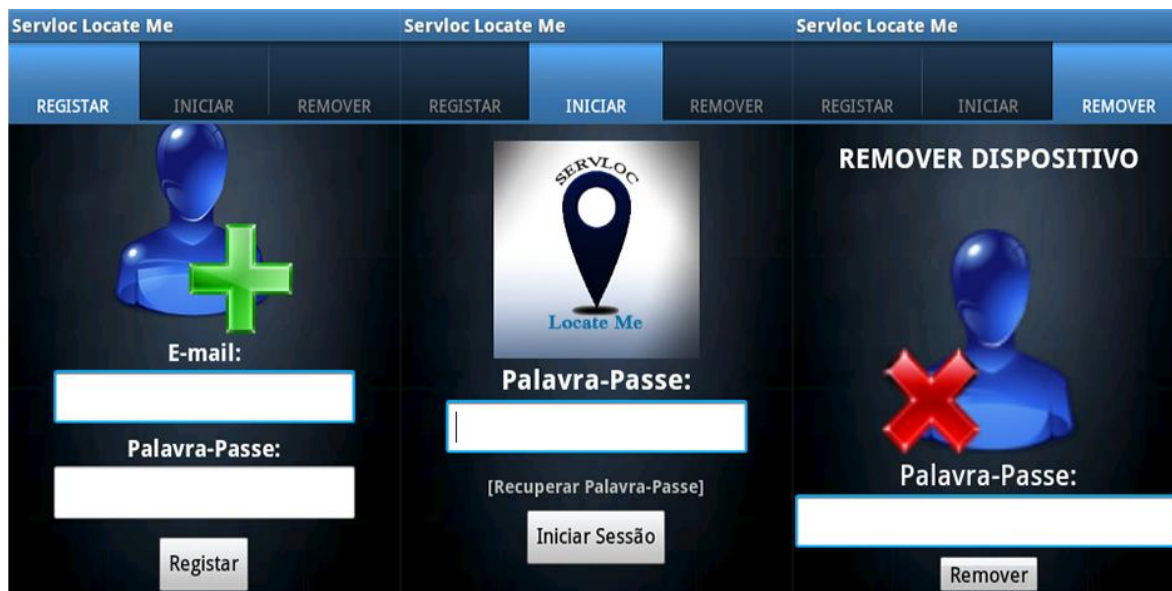 Servloc Locate Me
REGISTAR INICIAR REMOVER
E-mail:
Palavra-Passe:
Registar
Servloc Locate Me
REGISTAR INICIAR REMOVER
SERVLOC
Locate Me
Palavra-Passe:
[Recuperar Palavra-Passe]
Iniciar Sessão
Servloc Locate Me
REGISTAR INICIAR REMOVER
REMOVER DISPOSITIVO
Palavra-Passe:
Remover